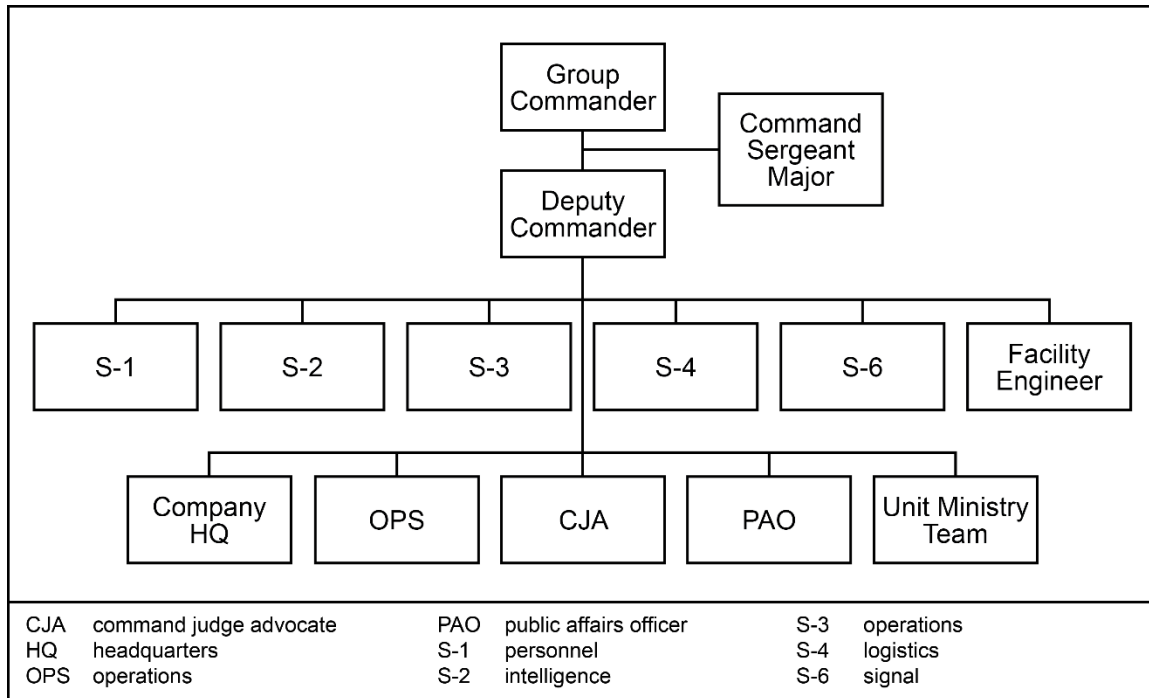 Group
Commander
Command
Sergeant
Major
Deputy
Commander
S-1
S-2
S-3
S-4
S-6
Facility
Engineer
Company
HQ
OPS
CJA
PAO
Unit Ministry
Team
CJA command judge advocate
HQ headquarters
OPS operations
PAO public affairs officer
S-1 personnel
S-2 intelligence
S-3 operations
S-4 logistics
S-6 signal